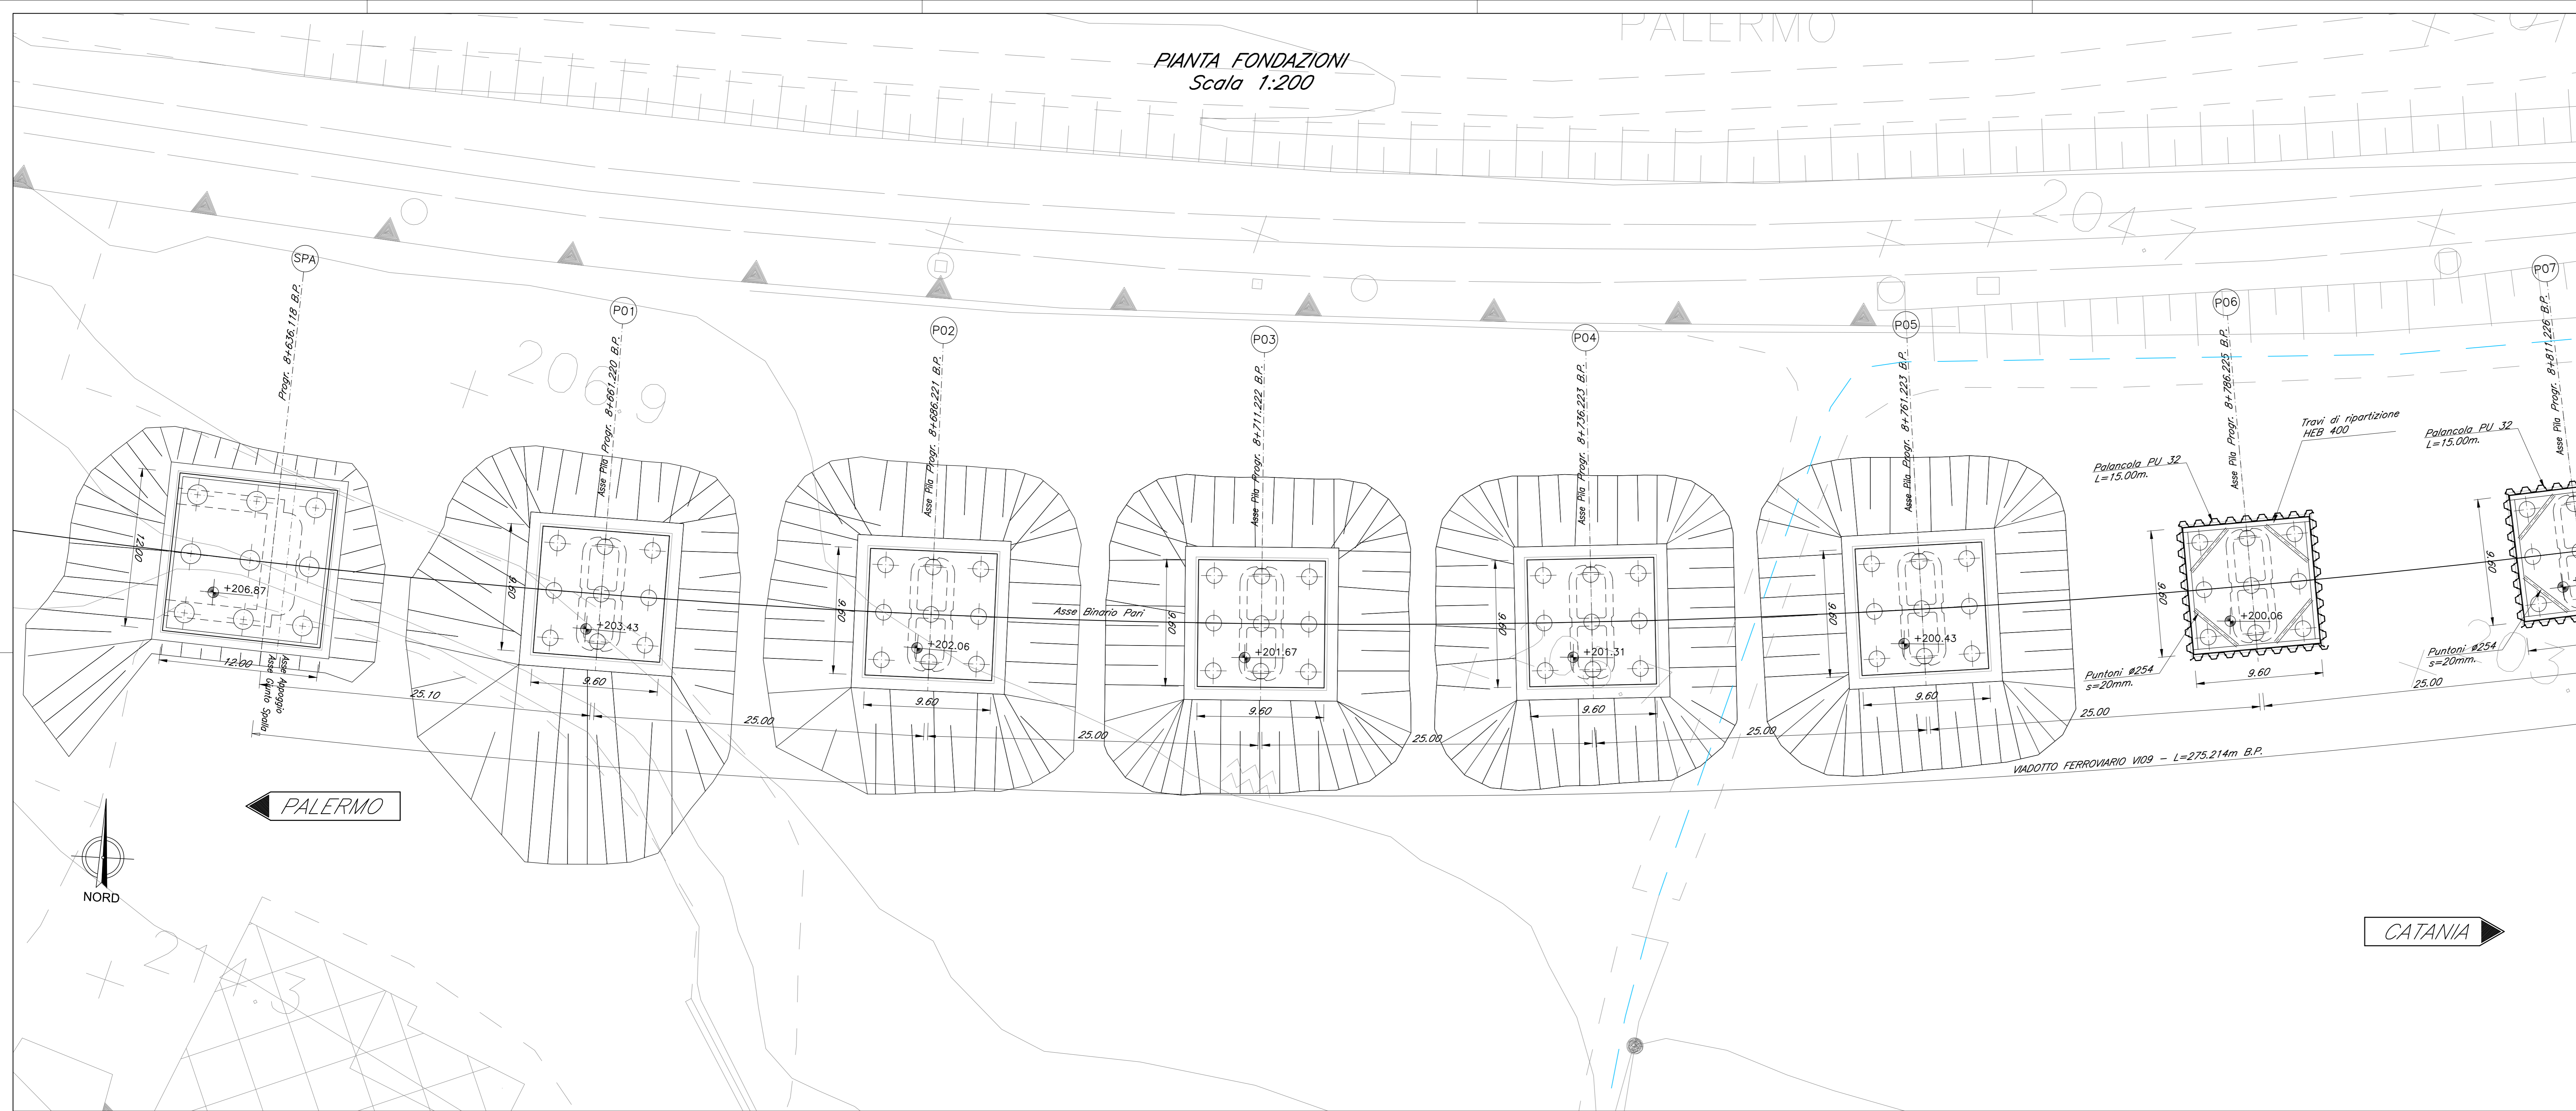 PALERMO
PIANTA FONDAZIONI
Scala 1:200
204.7
206.9
211.3
SPA
P01
P02
P03
P04
P05
P06
P07
Progr. 8+636.118 B.P.
Asse Pila Progr. 8+661.220 B.P.
Asse Pila Progr. 8+686.221 B.P.
Asse Pila Progr. 8+711.222 B.P.
Asse Pila Progr. 8+736.223 B.P.
Asse Pila Progr. 8+761.223 B.P.
Asse Pila Progr. 8+786.225 B.P.
Asse Pila Progr. 8+811.226 B.P.
Travi di ripartizione
HEB 400
Palancola PU 32
L=15.00m.
Palancola PU 32
L=15.00m.
12.00
9.60
9.60
9.60
9.60
9.60
9.60
9.60
+206.87
+203.43
+202.06
+201.67
+201.31
+200.43
+200.06
Asse Binario Pari
Puntoni ø254
s=20mm.
Puntoni ø254
s=20mm.
12.00
9.60
9.60
9.60
9.60
9.60
9.60
Asse Appoggio
Asse Giunto Spalla
25.10
25.00
25.00
25.00
25.00
25.00
25.00
VIADOTTO FERROVIARIO VI09 – L=275.214m B.P.
PALERMO
NORD
CATANIA